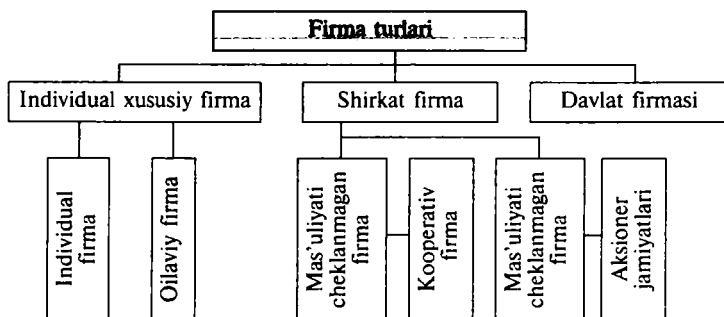 Firma turlari
Individual xususiy firma
Shirkat firma
Davlat firmasi
Individual
firma
Oilaviy firma
Mas'uliyati
cheklanmagan
firma
Kooperativ
firma
Mas'uliyati
cheklanmagan
firma
Aksioner
jamiyatlari